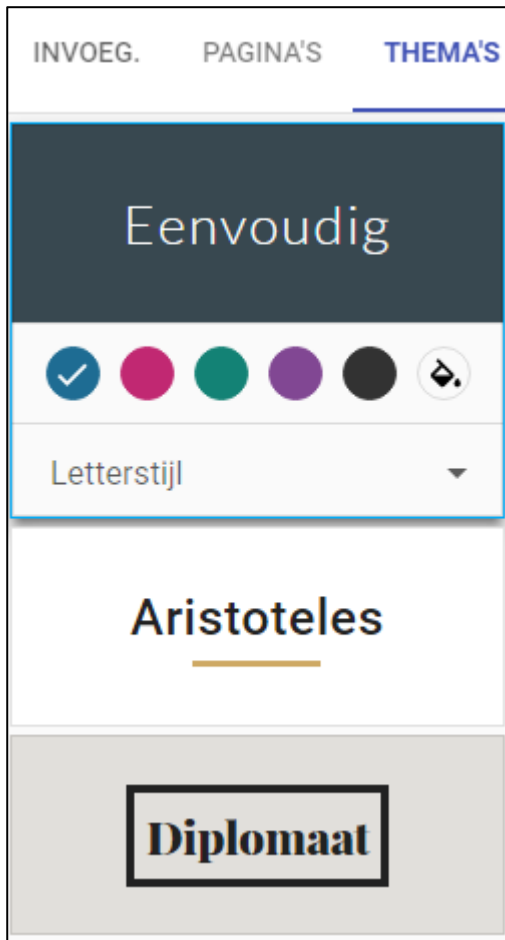 INVOEG. PAGINA'S THEMA'S
Eenvoudig
Letterstijl
Aristoteles
Diplomaat